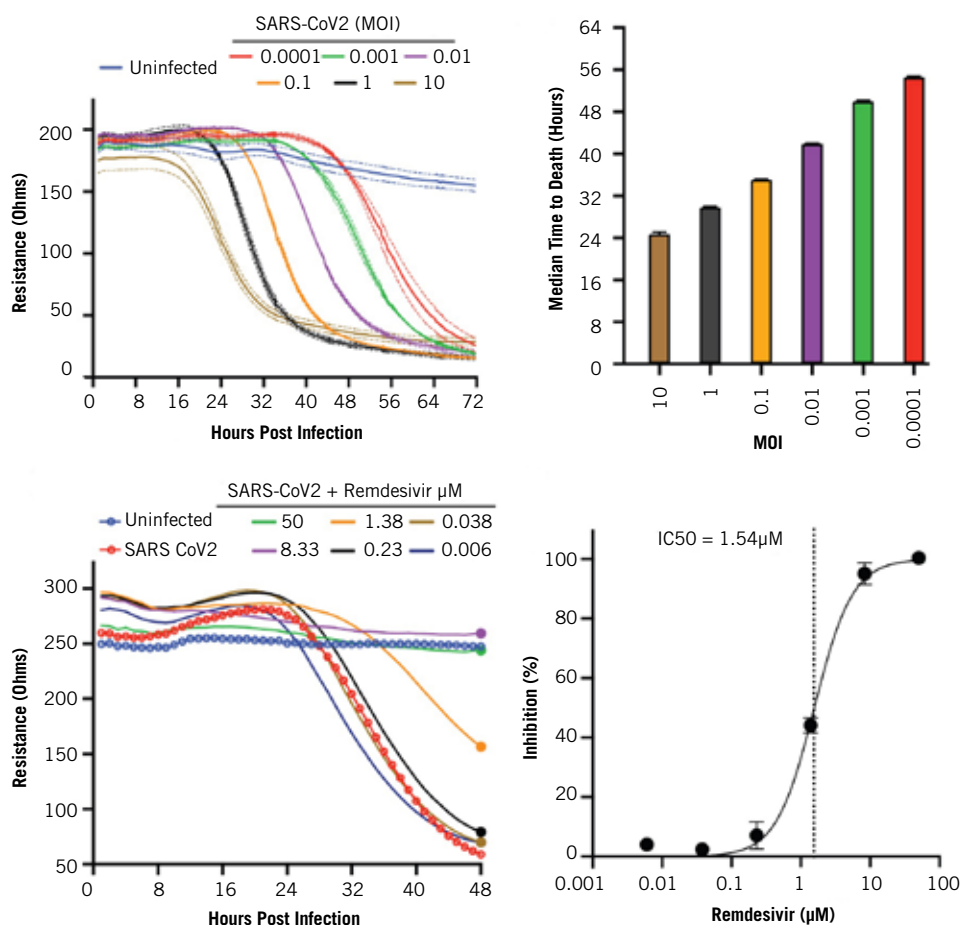 SARS-CoV2 (MOI)
Uninfected 0.0001 0.001 0.01
0.1 1 10
200
150
100
50
0
Resistance (Ohms)
0 8 16 24 32 40 48 56 64 72
Hours Post Infection
64
56
48
40
32
24
16
8
0
Median Time to Death (Hours)
10 1 0.1 0.01 0.001 0.0001
MOI
SARS-CoV2 + Remdesivir µM
Uninfected 50 1.38 0.038
SARS CoV2 8.33 0.23 0.006
300
250
200
150
100
50
Resistance (Ohms)
0 8 16 24 32 40 48
Hours Post Infection
IC50 = 1.54µM
100
80
60
40
20
0
Inhibition (%)
0.001 0.01 0.1 1 10 100
Remdesivir (µM)